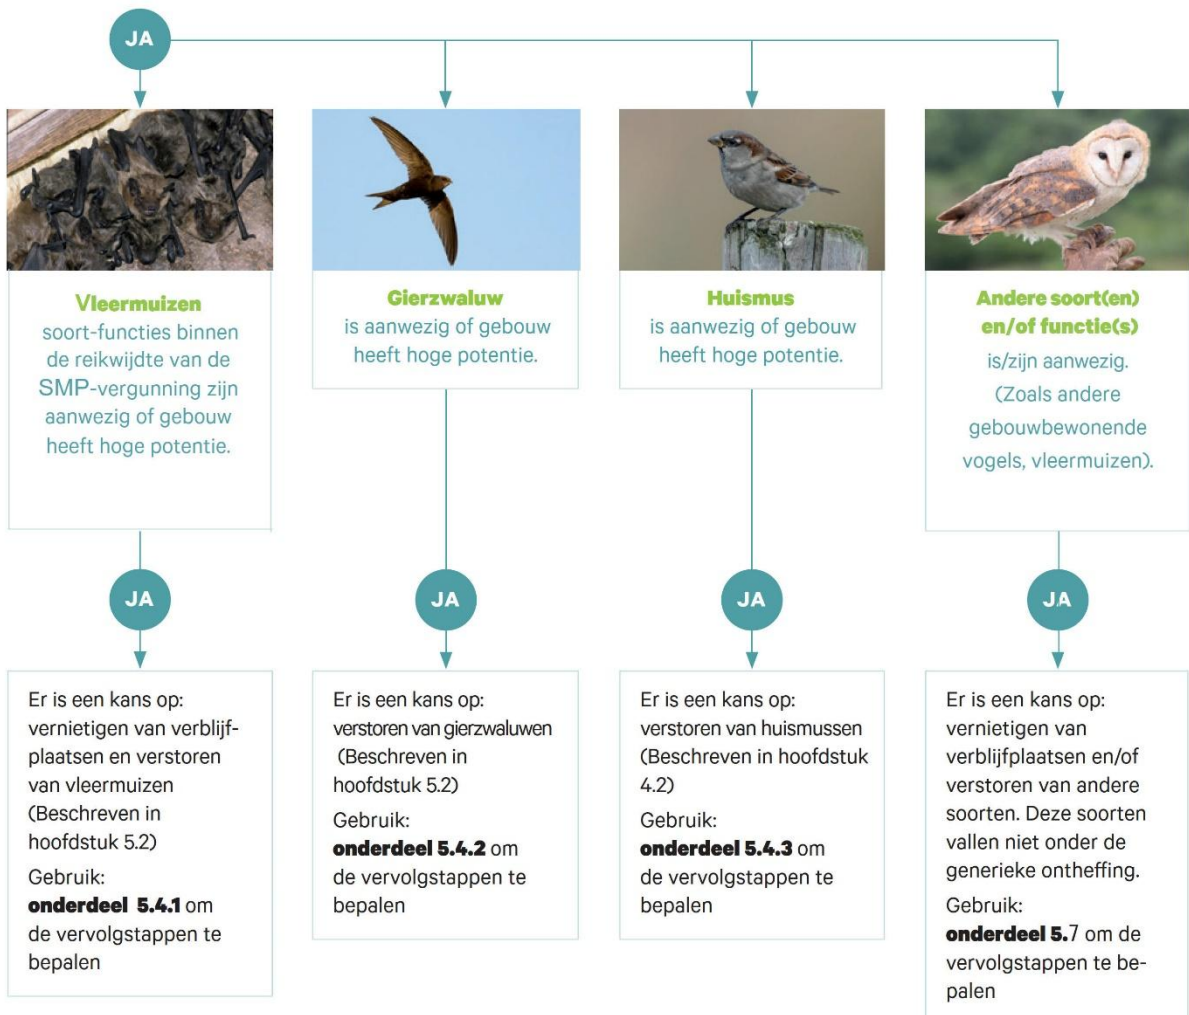 JA
Vleermuizen
soort-functies binnen
de reikwijdte van de
SMP-vergunning zijn
aanwezig of gebouw
heeft hoge potentie.
Gierzwaluw
is aanwezig of gebouw
heeft hoge potentie.
Huismus
is aanwezig of gebouw
heeft hoge potentie.
Andere soort(en)
en/of functie(s)
is/zijn aanwezig.
(Zoals andere
gebouwbewonende
vogels, vleermuizen).
JA
JA
JA
JA
Er is een kans op:
vernietigen van verblijf-
plaatsen en verstoren
van vleermuizen
(Beschreven in
hoofdstuk 5.2)
Gebruik:
onderdeel 5.4.1 om
de vervolgstappen te
bepalen
Er is een kans op:
verstoren van gierzwaluwen
(Beschreven in
hoofdstuk 5.2)
Gebruik:
onderdeel 5.4.2 om
de vervolgstappen te
bepalen
Er is een kans op:
verstoren van huismussen
(Beschreven in hoofdstuk
4.2)
Gebruik:
onderdeel 5.4.3 om
de vervolgstappen te
bepalen
Er is een kans op:
vernietigen van
verblijfplaatsen en/of
verstoren van andere
soorten. Deze soorten
vallen niet onder de
generieke ontheffing.
Gebruik:
onderdeel 5.7 om de
vervolgstappen te be-
palen